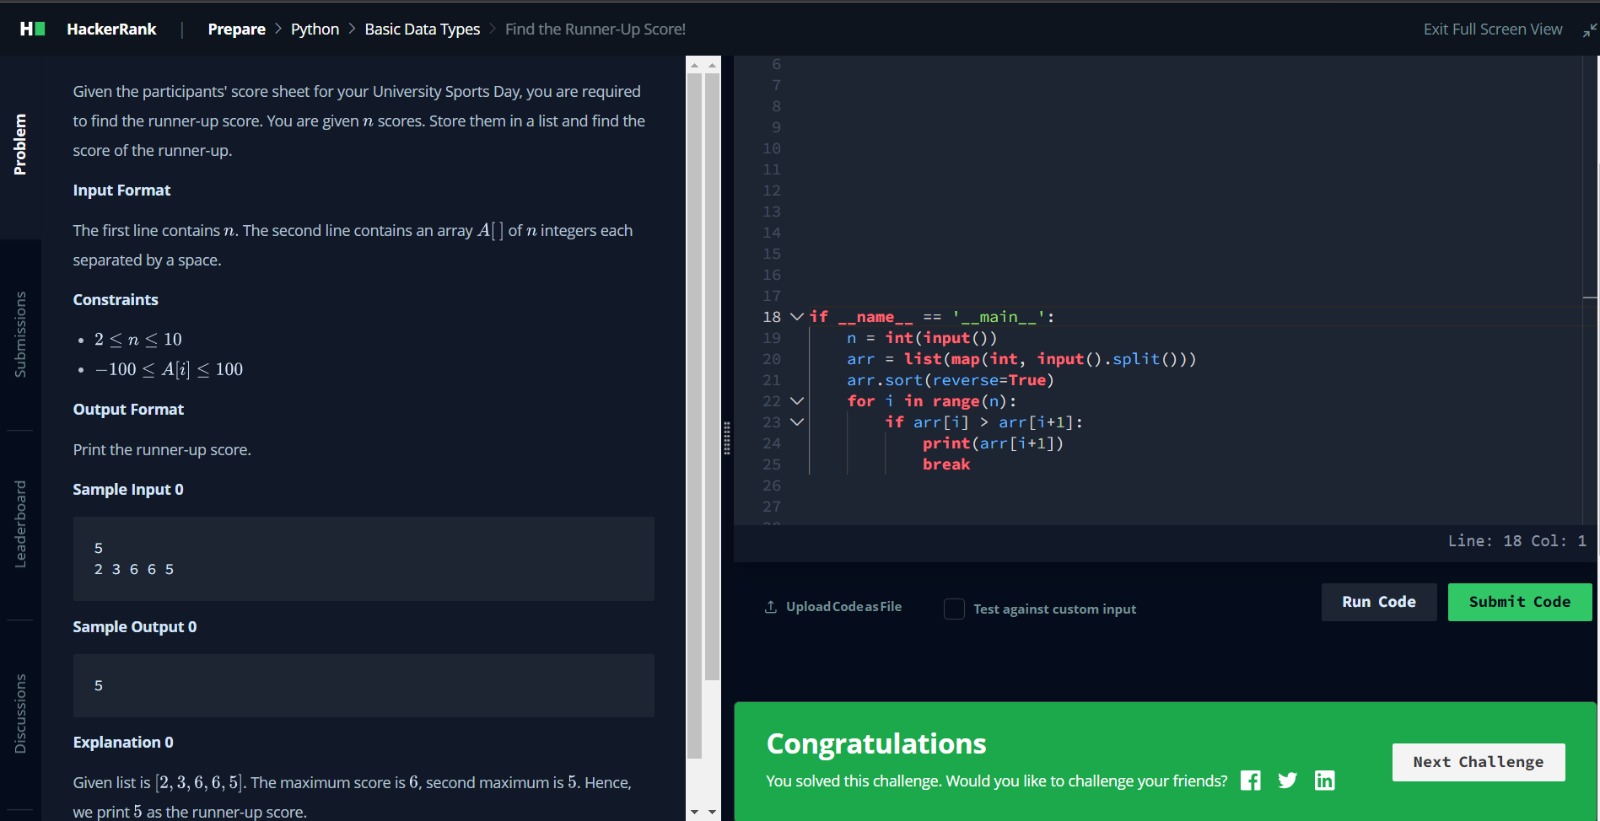 HackerRank | Prepare > Python > Basic Data Types > Find the Runner-Up Score!
Exit Full Screen View
Problem
Submissions
Leaderboard
Discussions
Given the participants' score sheet for your University Sports Day, you are required
to find the runner-up score. You are given n scores. Store them in a list and find the
score of the runner-up.
Input Format
The first line contains n. The second line contains an array A[] of n integers each
separated by a space.
Constraints
• 2 ≤ n ≤ 10
• −100 ≤ A[i] ≤ 100
Output Format
Print the runner-up score.
Sample Input 0
5
2 3 6 6 5
Sample Output 0
5
Explanation 0
Given list is [2, 3, 6, 6, 5]. The maximum score is 6, second maximum is 5. Hence,
we print 5 as the runner-up score.
6
7
8
9
10
11
12
13
14
15
16
17
18 if __name__ == '__main__':
19     n = int(input())
20     arr = list(map(int, input().split()))
21     arr.sort(reverse=True)
22     for i in range(n):
23         if arr[i] > arr[i+1]:
24             print(arr[i+1])
25             break
26
27
Line: 18 Col: 1
Upload Code as File
Test against custom input
Run Code
Submit Code
Congratulations
You solved this challenge. Would you like to challenge your friends?
Next Challenge